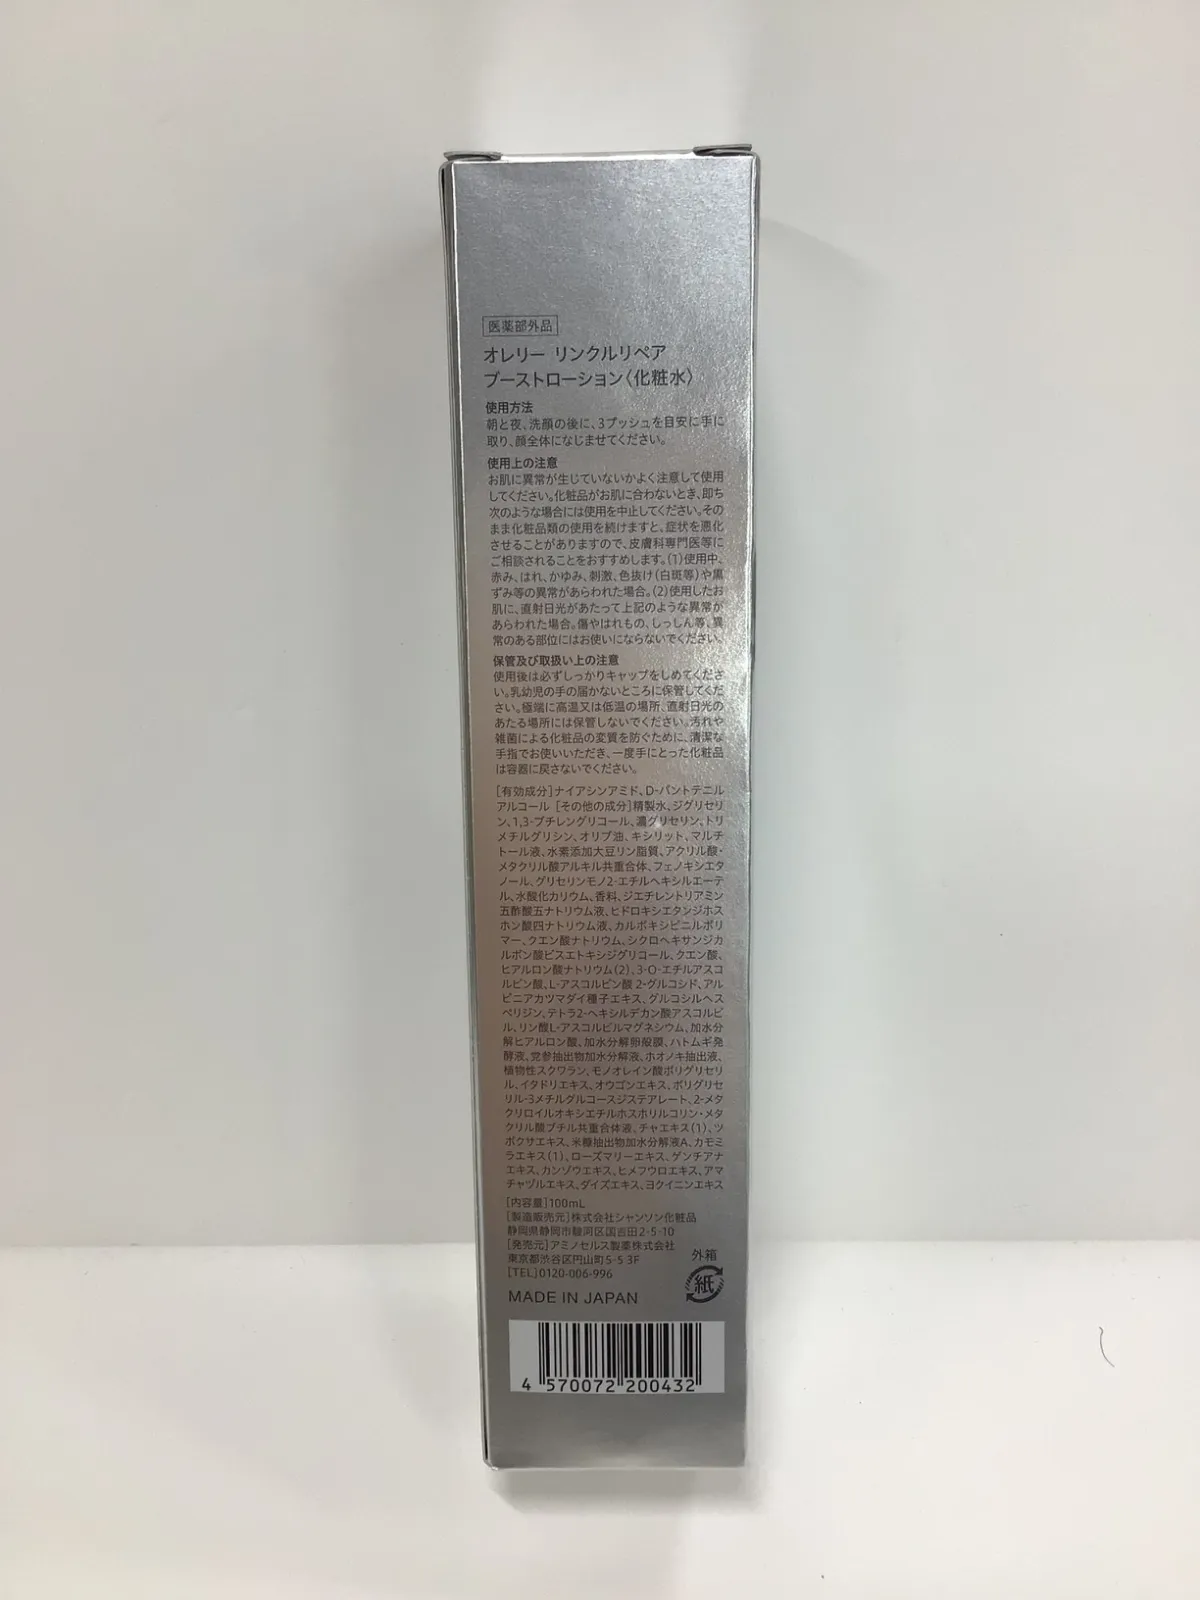 医薬部外品
オレリー リンクルリペア
ブーストローション〈化粧水〉
使用方法
朝と夜、洗顔の後に、3プッシュを目安に手に
取り、顔全体になじませてください。
使用上の注意
お肌に異常が生じていないかよく注意して使用
してください。化粧品がお肌に合わないとき、即ち
次のような場合には使用を中止してください。その
まま化粧品類の使用を続けますと、症状を悪化
させることがありますので、皮膚科専門医等に
ご相談されることをおすすめします。(1)使用中、
赤み、はれ、かゆみ、刺激、色抜け(白斑等)や黒
ずみ等の異常があらわれた場合。(2)使用したお
肌に、直射日光があたって上記のような異常が
あらわれた場合。傷やはれもの、しっしん等、異
常のある部位にはお使いにならないでください。
保管及び取扱い上の注意
使用後は必ずしっかりキャップをしめてくださ
い。乳幼児の手の届かないところに保管してくだ
さい。極端に高温又は低温の場所、直射日光の
あたる場所には保管しないでください。汚れや
雑菌による化粧品の変質を防ぐために、清潔な
手指でお使いいただき、一度手にとった化粧品
は容器に戻さないでください。
[有効成分]ナイアシンアミド、D-パントテニル
アルコール [その他の成分]精製水、ジグリセリ
ン、1,3-ブチレングリコール、濃グリセリン、トリ
メチルグリシン、オリブ油、キシリット、マルチ
トール液、水素添加大豆リン脂質、アクリル酸・
メタクリル酸アルキル共重合体、フェノキシエタ
ノール、グリセリンモノ2-エチルヘキシルエーテ
ル、水酸化カリウム、香料、ジエチレントリアミン
五酢酸五ナトリウム液、ヒドロキシエタンジホス
ホン酸四ナトリウム液、カルボキシビニルポリ
マー、クエン酸ナトリウム、シクロヘキサンジカ
ルボン酸ビスエトキシジグリコール、クエン酸、
ヒアルロン酸ナトリウム(2)、3-O-エチルアスコ
ルビン酸、L-アスコルビン酸 2-グルコシド、アル
ピニアカツマダイ種子エキス、グルコシルヘス
ペリジン、テトラ2-ヘキシルデカン酸アスコルビ
ル、リン酸L-アスコルビルマグネシウム、加水分
解ヒアルロン酸、加水分解卵殻膜、ハトムギ発
酵液、党参抽出物加水分解液、ホオノキ抽出液、
植物性スクワラン、モノオレイン酸ポリグリセリ
ル、イタドリエキス、オウゴンエキス、ポリグリセ
リル-3メチルグルコースジステアレート、2-メタ
クリロイルオキシエチルホスホリルコリン・メタ
クリル酸ブチル共重合体液、チャエキス(1)、ツ
ボクサエキス、米糠抽出物加水分解液A、カモミ
ラエキス(1)、ローズマリーエキス、ゲンチアナ
エキス、カンゾウエキス、ヒメフウロエキス、アマ
チャヅルエキス、ダイズエキス、ヨクイニンエキス
[内容量]100mL
[製造販売元]株式会社シャンソン化粧品
静岡県静岡市駿河区国吉田2-5-10
[発売元]アミノセルス製薬株式会社
東京都渋谷区円山町5-5 3F
[TEL]0120-006-996
外箱
紙
MADE IN JAPAN
4 570072 200432